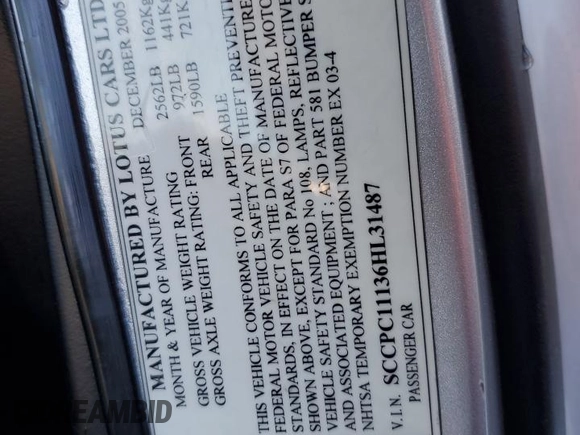 MANUFACTURED BY LOTUS CARS LTD
MONTH & YEAR OF MANUFACTURE DECEMBER 2005
GROSS VEHICLE WEIGHT RATING 2562LB 1162Kg
GROSS AXLE WEIGHT RATING: FRONT 972LB 441Kg
REAR 1590LB 721K
THIS VEHICLE CONFORMS TO ALL APPLICABLE
FEDERAL MOTOR VEHICLE SAFETY AND THEFT PREVENTI
STANDARDS, IN EFFECT ON THE DATE OF MANUFACTURE
SHOWN ABOVE, EXCEPT FOR PARA S7 OF FEDERAL MOTO
VEHICLE SAFETY STANDARD No 108, LAMPS, REFLECTIVE
AND ASSOCIATED EQUIPMENT ; AND PART 581 BUMPER S
NHTSA TEMPORARY EXEMPTION NUMBER EX 03-4
V.I.N. SCCPC11136HL31487
PASSENGER CAR